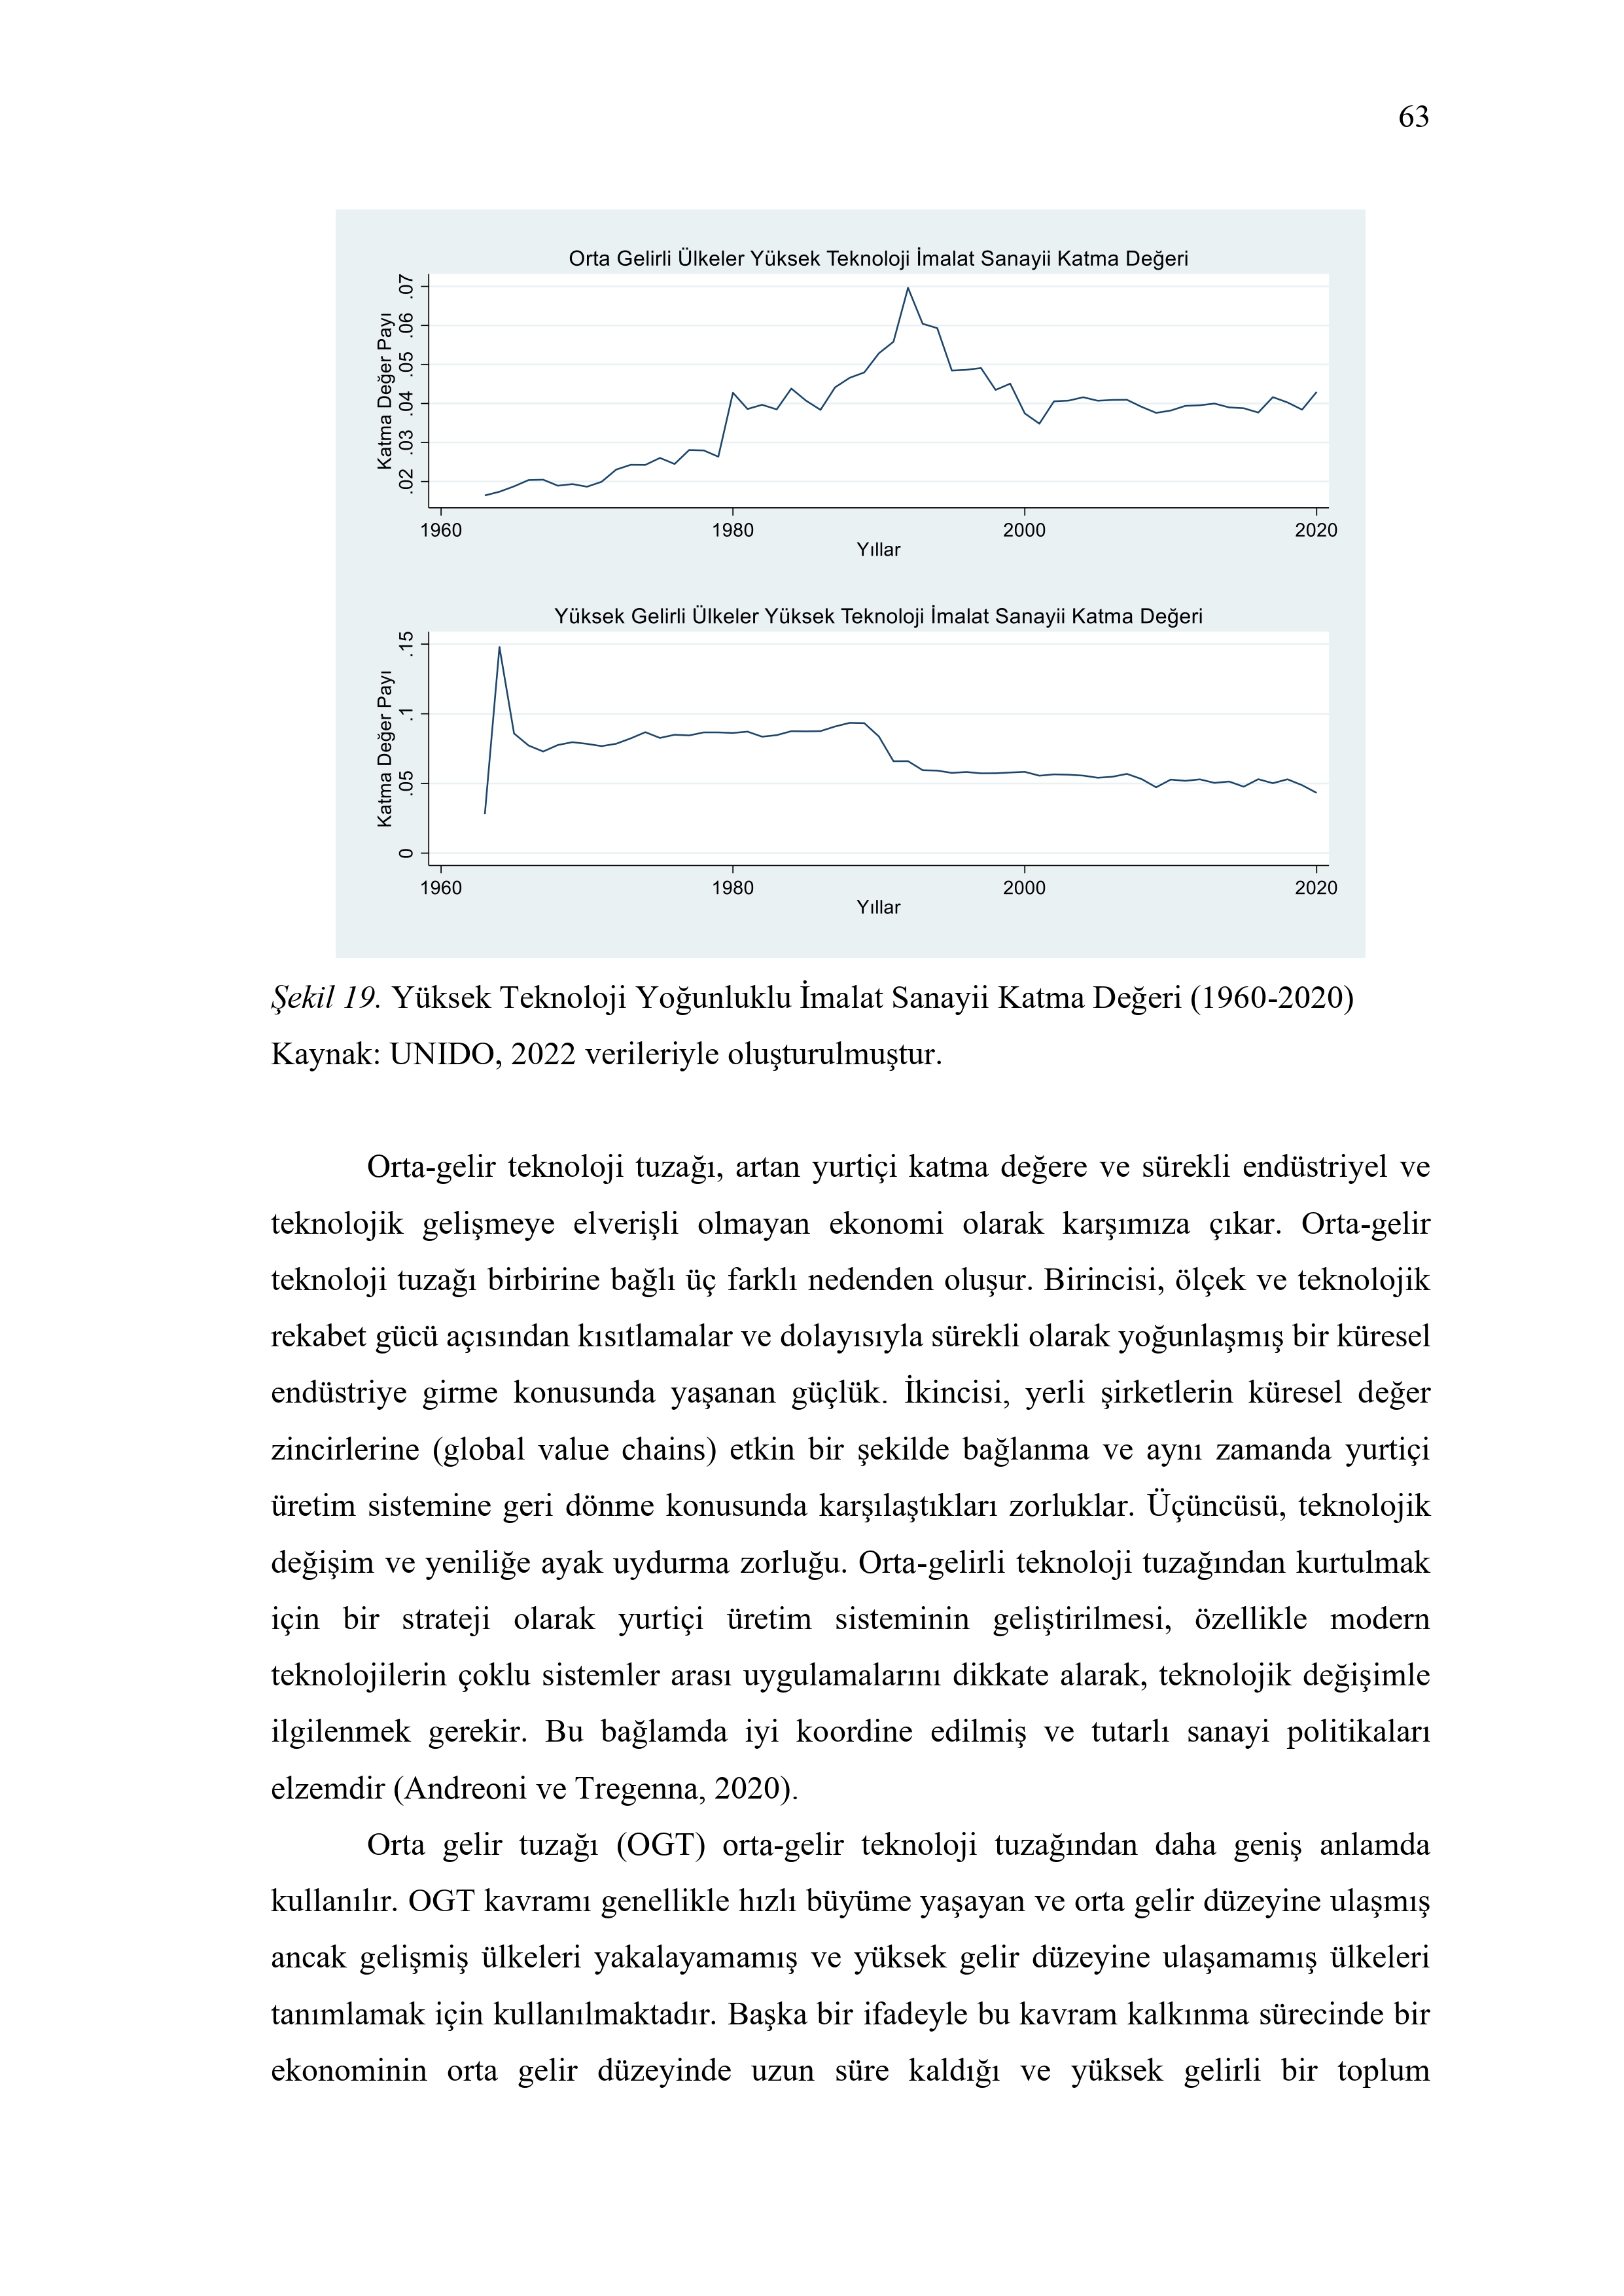 63
Orta Gelirli Ülkeler Yüksek Teknoloji İmalat Sanayii Katma Değeri
Katma Değer Payı
.07
.06
.05
.04
.03
.02
1960 1980 2000 2020
Yıllar
Yüksek Gelirli Ülkeler Yüksek Teknoloji İmalat Sanayii Katma Değeri
Katma Değer Payı
.15
.1
.05
0
1960 1980 2000 2020
Yıllar
Şekil 19. Yüksek Teknoloji Yoğunluklu İmalat Sanayii Katma Değeri (1960-2020)
Kaynak: UNIDO, 2022 verileriyle oluşturulmuştur.
Orta-gelir teknoloji tuzağı, artan yurtiçi katma değere ve sürekli endüstriyel ve
teknolojik gelişmeye elverişli olmayan ekonomi olarak karşımıza çıkar. Orta-gelir
teknoloji tuzağı birbirine bağlı üç farklı nedenden oluşur. Birincisi, ölçek ve teknolojik
rekabet gücü açısından kısıtlamalar ve dolayısıyla sürekli olarak yoğunlaşmış bir küresel
endüstriye girme konusunda yaşanan güçlük. İkincisi, yerli şirketlerin küresel değer
zincirlerine (global value chains) etkin bir şekilde bağlanma ve aynı zamanda yurtiçi
üretim sistemine geri dönme konusunda karşılaştıkları zorluklar. Üçüncüsü, teknolojik
değişim ve yeniliğe ayak uydurma zorluğu. Orta-gelirli teknoloji tuzağından kurtulmak
için bir strateji olarak yurtiçi üretim sisteminin geliştirilmesi, özellikle modern
teknolojilerin çoklu sistemler arası uygulamalarını dikkate alarak, teknolojik değişimle
ilgilenmek gerekir. Bu bağlamda iyi koordine edilmiş ve tutarlı sanayi politikaları
elzemdir (Andreoni ve Tregenna, 2020).
Orta gelir tuzağı (OGT) orta-gelir teknoloji tuzağından daha geniş anlamda
kullanılır. OGT kavramı genellikle hızlı büyüme yaşayan ve orta gelir düzeyine ulaşmış
ancak gelişmiş ülkeleri yakalayamamış ve yüksek gelir düzeyine ulaşamamış ülkeleri
tanımlamak için kullanılmaktadır. Başka bir ifadeyle bu kavram kalkınma sürecinde bir
ekonominin orta gelir düzeyinde uzun süre kaldığı ve yüksek gelirli bir toplum